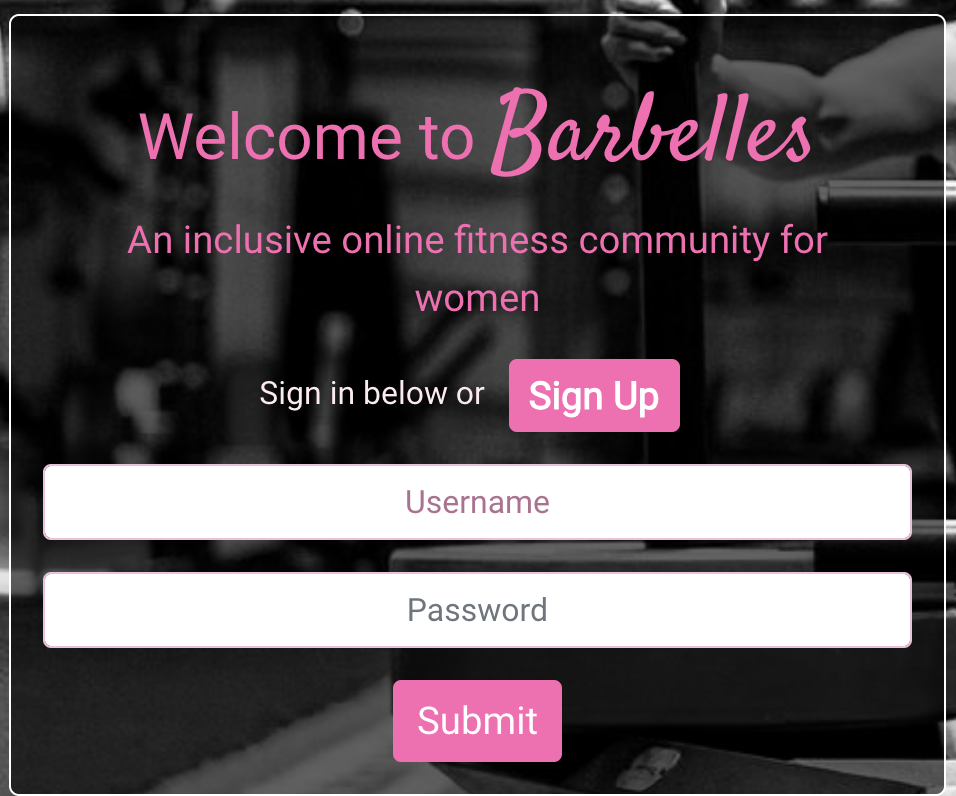 Welcome to Barbelles
An inclusive online fitness community for
women
Sign in below or Sign Up
Username
Password
Submit